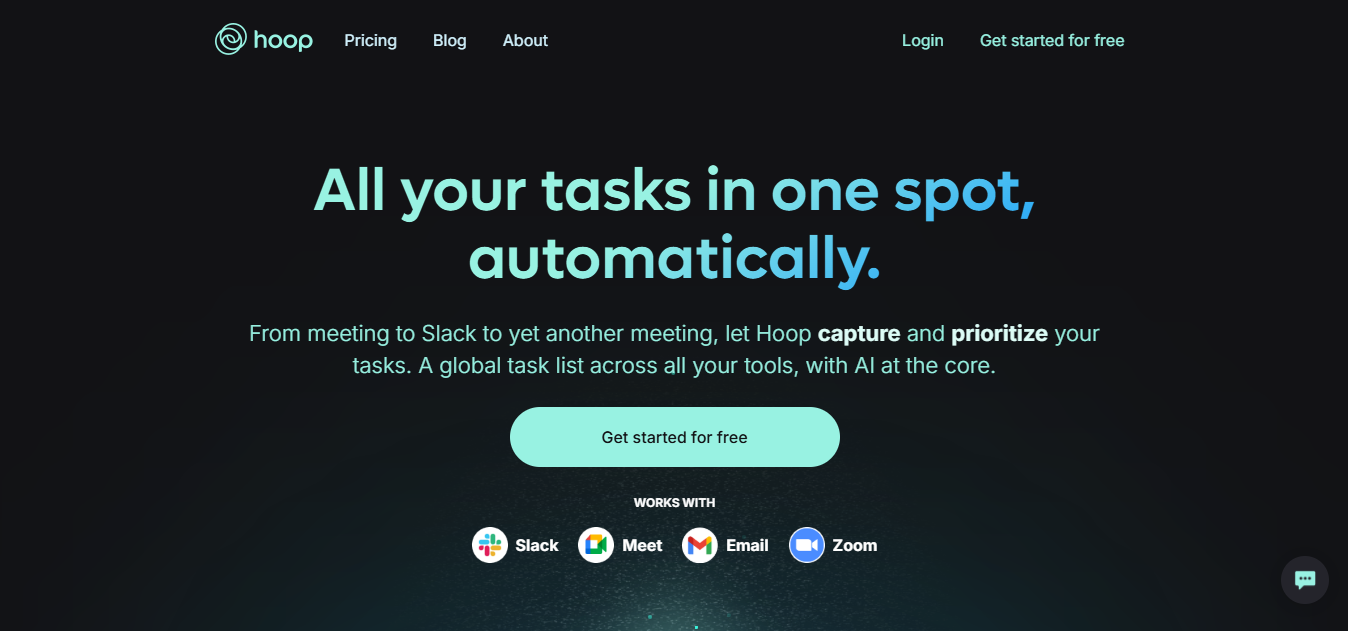 hoop Pricing Blog About Login Get started for free
All your tasks in one spot,
automatically.
From meeting to Slack to yet another meeting, let Hoop capture and prioritize your
tasks. A global task list across all your tools, with AI at the core.
Get started for free
WORKS WITH
Slack Meet Email Zoom